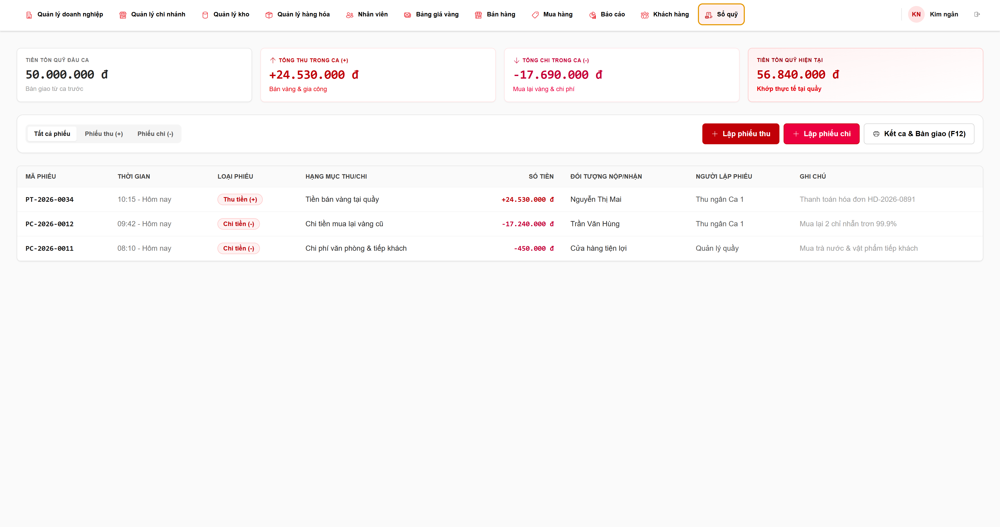 Quản lý doanh nghiệp Quản lý chi nhánh Quản lý kho Quản lý hàng hóa Nhân viên Bảng giá vàng Bán hàng Mua hàng Báo cáo Khách hàng Sổ quỹ KN Kim ngân
TIỀN TỒN QUỸ ĐẦU CA
50.000.000 đ
Bàn giao từ ca trước
TỔNG THU TRONG CA (+)
+24.530.000 đ
Bán vàng & gia công
TỔNG CHI TRONG CA (-)
-17.690.000 đ
Mua lại vàng & chi phí
TIỀN TỒN QUỸ HIỆN TẠI
56.840.000 đ
Khớp thực tế tại quầy
Tất cả phiếu Phiếu thu (+) Phiếu chi (-) Lập phiếu thu Lập phiếu chi Kết ca & Bàn giao (F12)
MÃ PHIẾU THỜI GIAN LOẠI PHIẾU HẠNG MỤC THU/CHI SỐ TIỀN ĐỐI TƯỢNG NỘP/NHẬN NGƯỜI LẬP PHIẾU GHI CHÚ
PT-2026-0034 10:15 - Hôm nay Thu tiền (+) Tiền bán vàng tại quầy +24.530.000 đ Nguyễn Thị Mai Thu ngân Ca 1 Thanh toán hóa đơn HD-2026-0891
PC-2026-0012 09:42 - Hôm nay Chi tiền (-) Chi tiền mua lại vàng cũ -17.240.000 đ Trần Văn Hùng Thu ngân Ca 1 Mua lại 2 chỉ nhẫn trơn 99.9%
PC-2026-0011 08:10 - Hôm nay Chi tiền (-) Chi phí văn phòng & tiếp khách -450.000 đ Cửa hàng tiện lợi Quản lý quầy Mua trà nước & vật phẩm tiếp khách